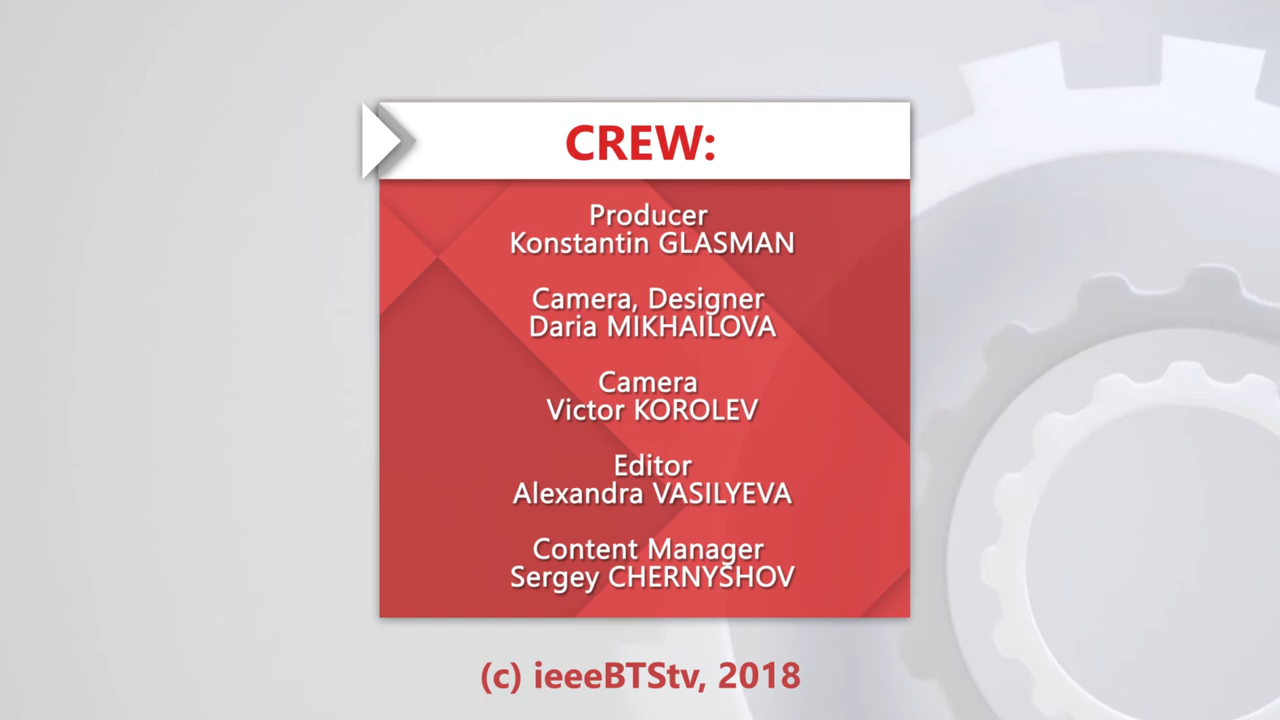 CREW:
Producer
Konstantin GLASMAN
Camera, Designer
Daria MIKHAILOVA
Camera
Victor KOROLEV
Editor
Alexandra VASILYEVA
Content Manager
Sergey CHERNYSHOV
(c) ieeeBTStv, 2018